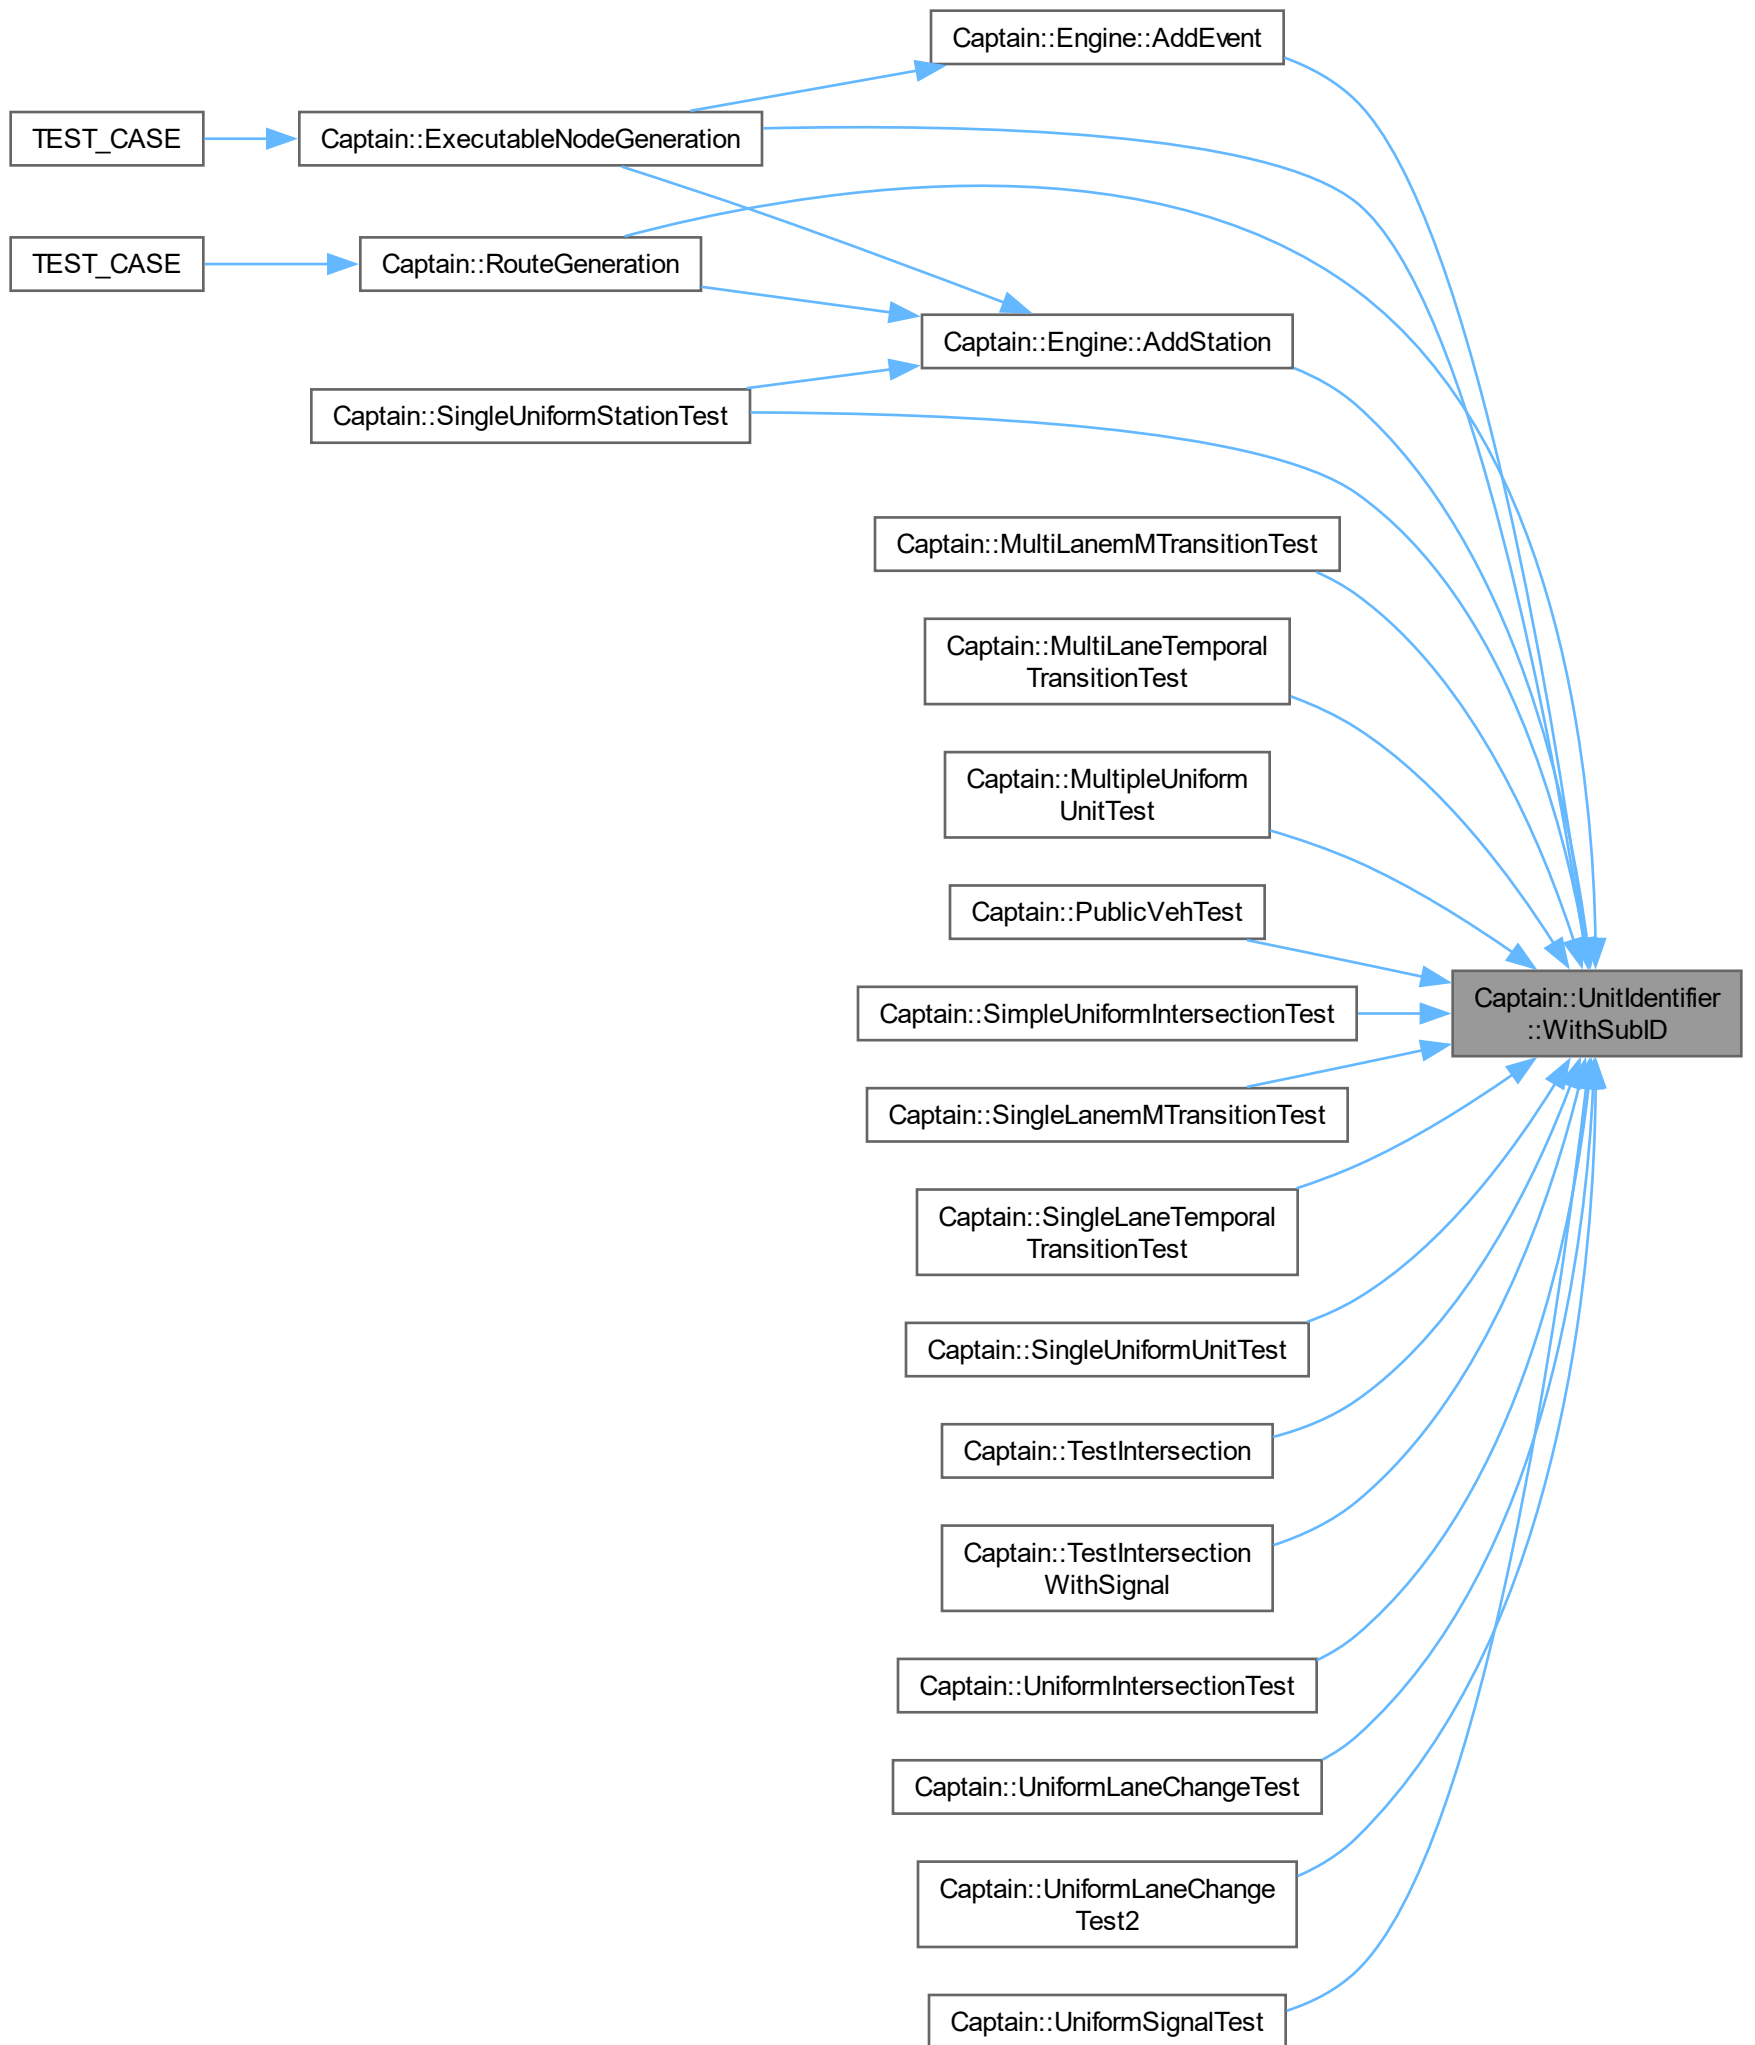 Captain::Engine::AddEvent
TEST_CASE
Captain::ExecutableNodeGeneration
TEST_CASE
Captain::RouteGeneration
Captain::Engine::AddStation
Captain::SingleUniformStationTest
Captain::MultiLanemMTransitionTest
Captain::MultiLaneTemporal
TransitionTest
Captain::MultipleUniform
UnitTest
Captain::PublicVehTest
Captain::UnitIdentifier
::WithSubID
Captain::SimpleUniformIntersectionTest
Captain::SingleLanemMTransitionTest
Captain::SingleLaneTemporal
TransitionTest
Captain::SingleUniformUnitTest
Captain::TestIntersection
Captain::TestIntersection
WithSignal
Captain::UniformIntersectionTest
Captain::UniformLaneChangeTest
Captain::UniformLaneChange
Test2
Captain::UniformSignalTest